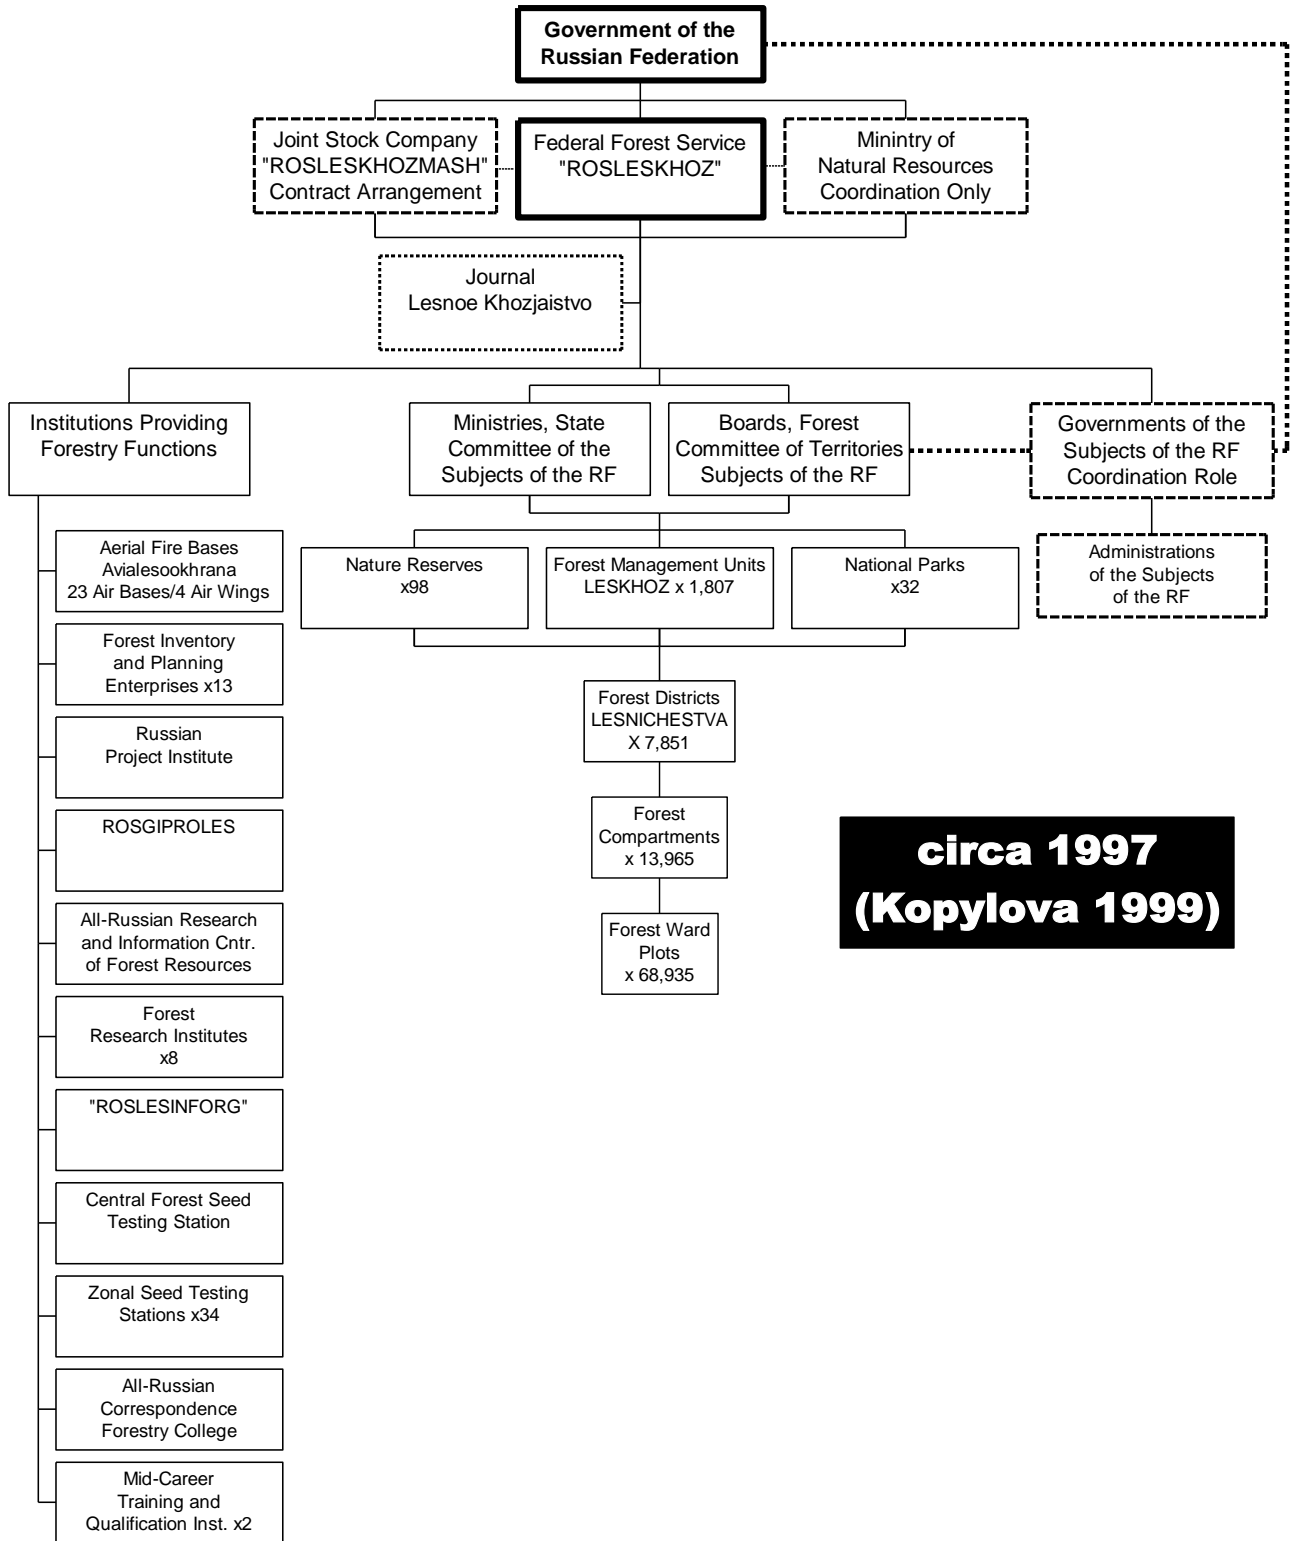 Government of the
Russian Federation
Joint Stock Company
"ROSLESKHOZMASH"
Contract Arrangement
Federal Forest Service
"ROSLESKHOZ"
Minintry of
Natural Resources
Coordination Only
Journal
Lesnoe Khozjaistvo
Institutions Providing
Forestry Functions
Ministries, State
Committee of the
Subjects of the RF
Boards, Forest
Committee of Territories
Subjects of the RF
Governments of the
Subjects of the RF
Coordination Role
Aerial Fire Bases
Avialesookhrana
23 Air Bases/4 Air Wings
Nature Reserves
x98
Forest Management Units
LESKHOZ x 1,807
National Parks
x32
Administrations
of the Subjects
of the RF
Forest Inventory
and Planning
Enterprises x13
Forest Districts
LESNICHESTVA
X 7,851
Russian
Project Institute
Forest
Compartments
x 13,965
ROSGIPROLES
circa 1997
(Kopylova 1999)
All-Russian Research
and Information Cntr.
of Forest Resources
Forest Ward
Plots
x 68,935
Forest
Research Institutes
x8
"ROSLESINFORG"
Central Forest Seed
Testing Station
Zonal Seed Testing
Stations x34
All-Russian
Correspondence
Forestry College
Mid-Career
Training and
Qualification Inst. x2